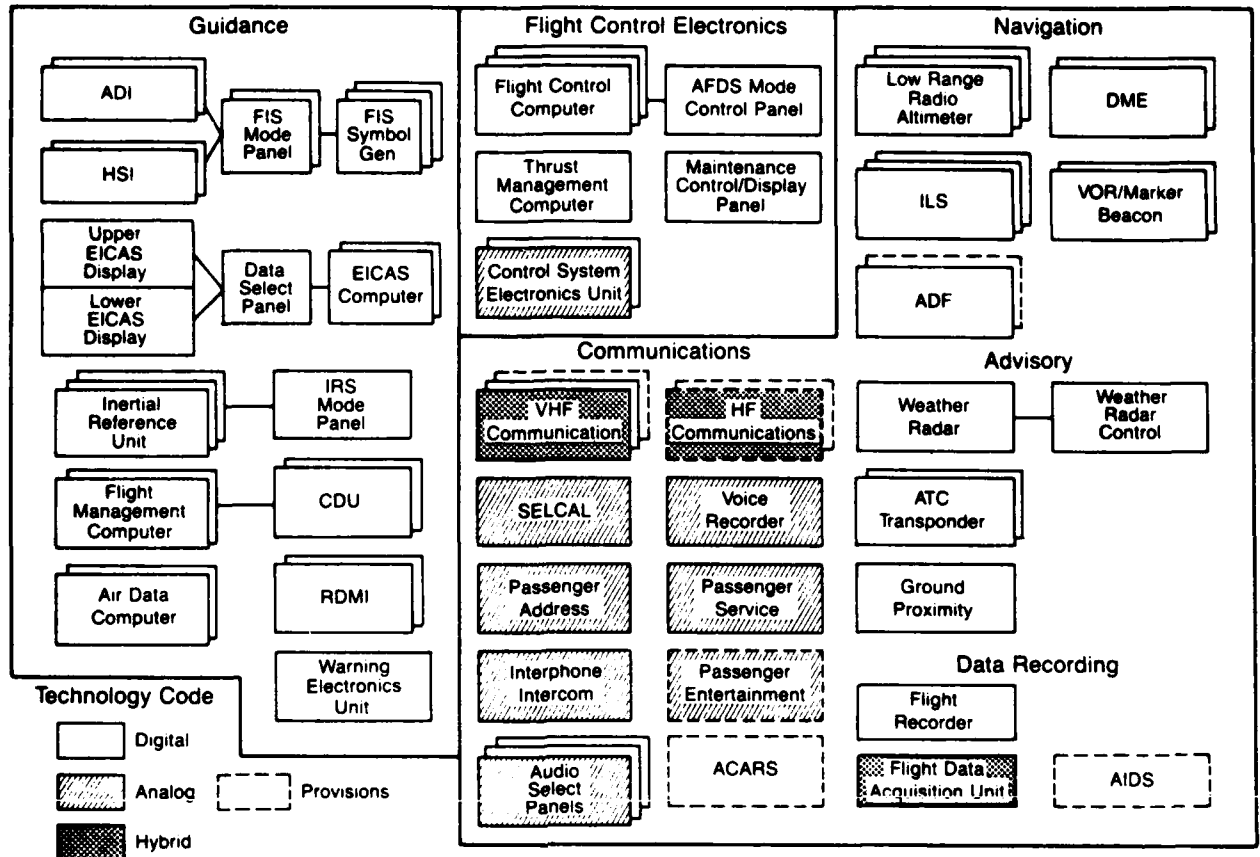 Guidance
ADI
HSI
FIS
Mode
Panel
FIS
Symbol
Gen
Upper
EICAS
Display
Lower
EICAS
Display
Data
Select
Panel
EICAS
Computer
Inertial
Reference
Unit
IRS
Mode
Panel
Flight
Management
Computer
CDU
Air Data
Computer
RDMI
Warning
Electronics
Unit
Technology Code
Digital
Analog
Provisions
Hybrid
Flight Control Electronics
Flight Control
Computer
AFDS Mode
Control Panel
Thrust
Management
Computer
Maintenance
Control/Display
Panel
Control System
Electronics Unit
Communications
VHF
Communication
HF
Communications
SELCAL
Voice
Recorder
Passenger
Address
Passenger
Service
Interphone
Intercom
Passenger
Entertainment
Audio
Select
Panels
ACARS
Navigation
Low Range
Radio
Altimeter
DME
ILS
VOR/Marker
Beacon
ADF
Advisory
Weather
Radar
Weather
Radar
Control
ATC
Transponder
Ground
Proximity
Data Recording
Flight
Recorder
Flight Data
Acquisition Unit
AIDS